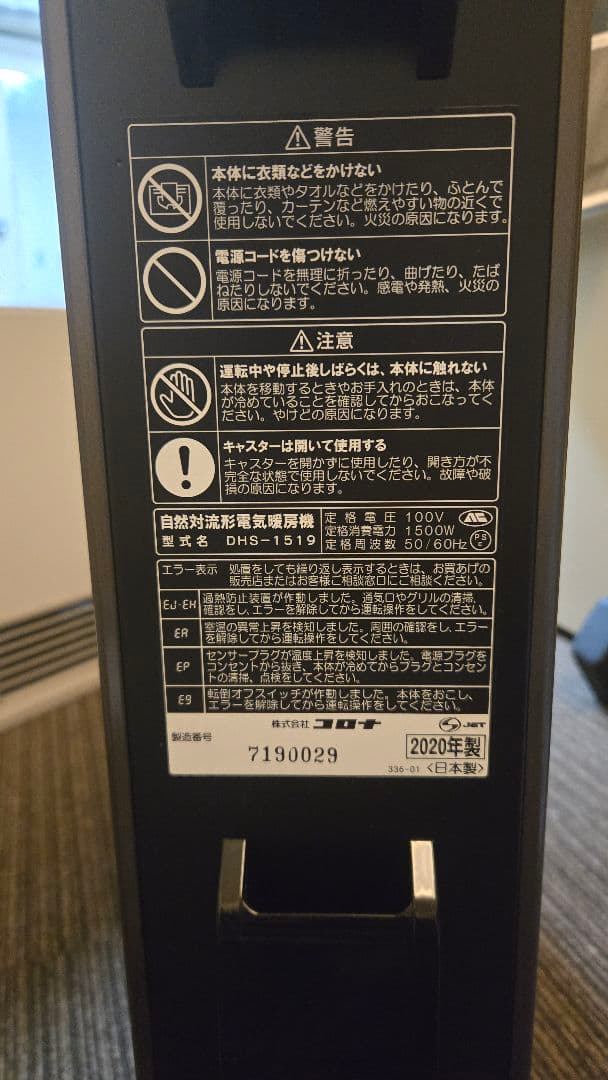 警告
本体に衣類などをかけない
本体に衣類やタオルなどをかけたり、ふとんで
覆ったり、カーテンなど燃えやすい物の近くで
使用しないでください。火災の原因になります。
電源コードを傷つけない
電源コードを無理に折ったり、曲げたり、たば
ねたりしないでください。感電や発熱、火災の
原因になります。
注意
運転中や停止後しばらくは、本体に触れない
本体を移動するときやお手入れのときは、本体
が冷めていることを確認してからおこなってく
ださい。やけどの原因になります。
キャスターは開いて使用する
キャスターを開かずに使用したり、開き方が不
完全な状態で使用しないでください。故障や破
損の原因になります。
自然対流形電気暖房機
型式名 DHS-1519
定格電圧 100V
定格消費電力 1500W
定格周波数 50/60Hz
PS
E
エラー表示 処置をしても繰り返し表示するときは、お買あげの
販売店またはお客様ご相談窓口にご相談ください。
EJ・EH 過熱防止装置が作動しました。通気口やグリルの清掃、
確認をし、エラーを解除してから運転操作をしてください。
ER 室温の異常上昇を検知しました。周囲の確認をし、エラー
を解除してから運転操作をしてください。
EP センサープラグが温度上昇を検知しました。電源プラグを
コンセントから抜き、本体が冷めてからプラグとコンセン
トの清掃、点検をしてください。
E9 転倒オフスイッチが作動しました。本体をおこし、
エラーを解除してから運転操作をしてください。
株式会社 コロナ
JET
製造番号
7190029
2020年製
336-01 <日本製>